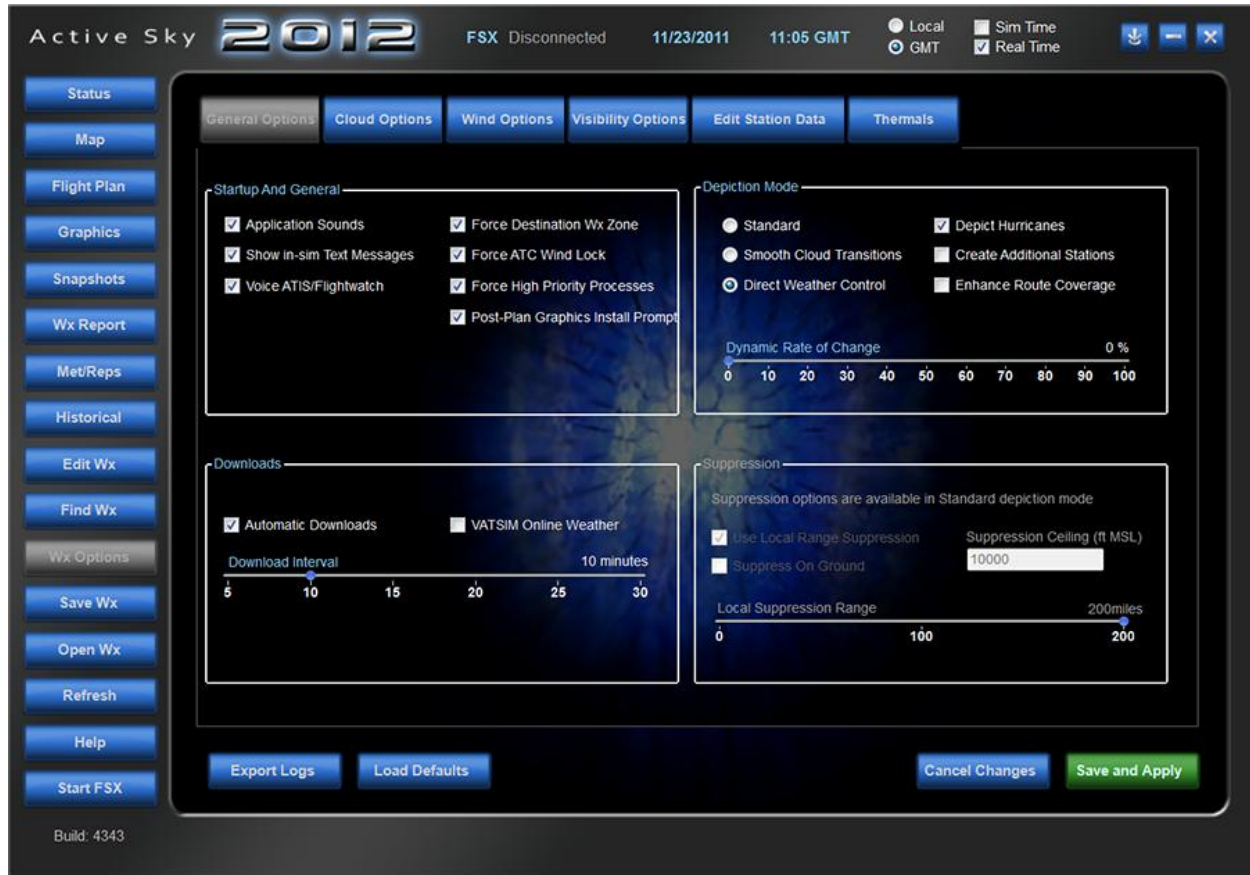 Active Sky 2012 FSX Disconnected 11/23/2011 11:05 GMT
Local Sim Time
GMT Real Time
Status
Map
Flight Plan
Graphics
Snapshots
Wx Report
Met/Reps
Historical
Edit Wx
Find Wx
Wx Options
Save Wx
Open Wx
Refresh
Help
Start FSX
Build: 4343
General Options Cloud Options Wind Options Visibility Options Edit Station Data Thermals
Startup And General
Application Sounds Force Destination Wx Zone
Show in-sim Text Messages Force ATC Wind Lock
Voice ATIS/Flightwatch Force High Priority Processes
Post-Plan Graphics Install Prompt
Depiction Mode
Standard Depict Hurricanes
Smooth Cloud Transitions Create Additional Stations
Direct Weather Control Enhance Route Coverage
Dynamic Rate of Change 0 %
0 10 20 30 40 50 60 70 80 90 100
Downloads
Automatic Downloads VATSIM Online Weather
Download Interval 10 minutes
5 10 15 20 25 30
Suppression
Suppression options are available in Standard depiction mode
Use Local Range Suppression Suppression Ceiling (ft MSL)
Suppress On Ground 10000
Local Suppression Range 200miles
0 100 200
Export Logs Load Defaults Cancel Changes Save and Apply